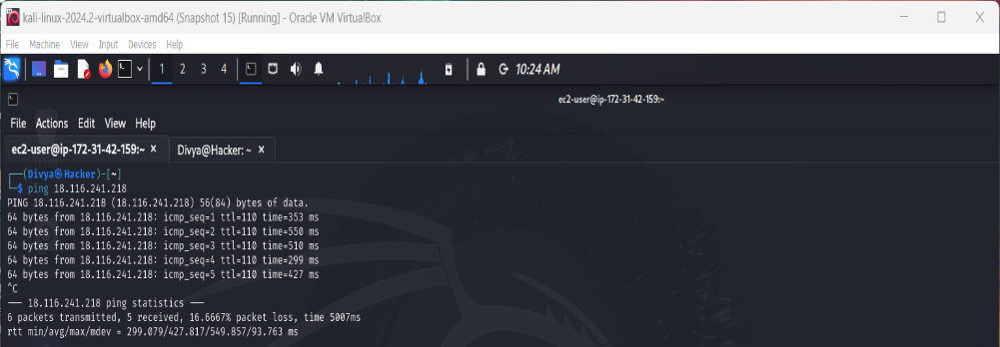 kali-linux-2024.2-virtualbox-amd64 (Snapshot 15) [Running] - Oracle VM VirtualBox
File Machine View Input Devices Help
1 2 3 4 10:24 AM
ec2-user@ip-172-31-42-159:~
File Actions Edit View Help
ec2-user@ip-172-31-42-159:~ × Divya@Hacker: ~ ×
┌──(Divya㉿Hacker)-[~]
└─$ ping 18.116.241.218
PING 18.116.241.218 (18.116.241.218) 56(84) bytes of data.
64 bytes from 18.116.241.218: icmp_seq=1 ttl=110 time=353 ms
64 bytes from 18.116.241.218: icmp_seq=2 ttl=110 time=550 ms
64 bytes from 18.116.241.218: icmp_seq=3 ttl=110 time=510 ms
64 bytes from 18.116.241.218: icmp_seq=4 ttl=110 time=299 ms
64 bytes from 18.116.241.218: icmp_seq=5 ttl=110 time=427 ms
^C
── 18.116.241.218 ping statistics ──
6 packets transmitted, 5 received, 16.6667% packet loss, time 5007ms
rtt min/avg/max/mdev = 299.079/427.817/549.857/93.763 ms